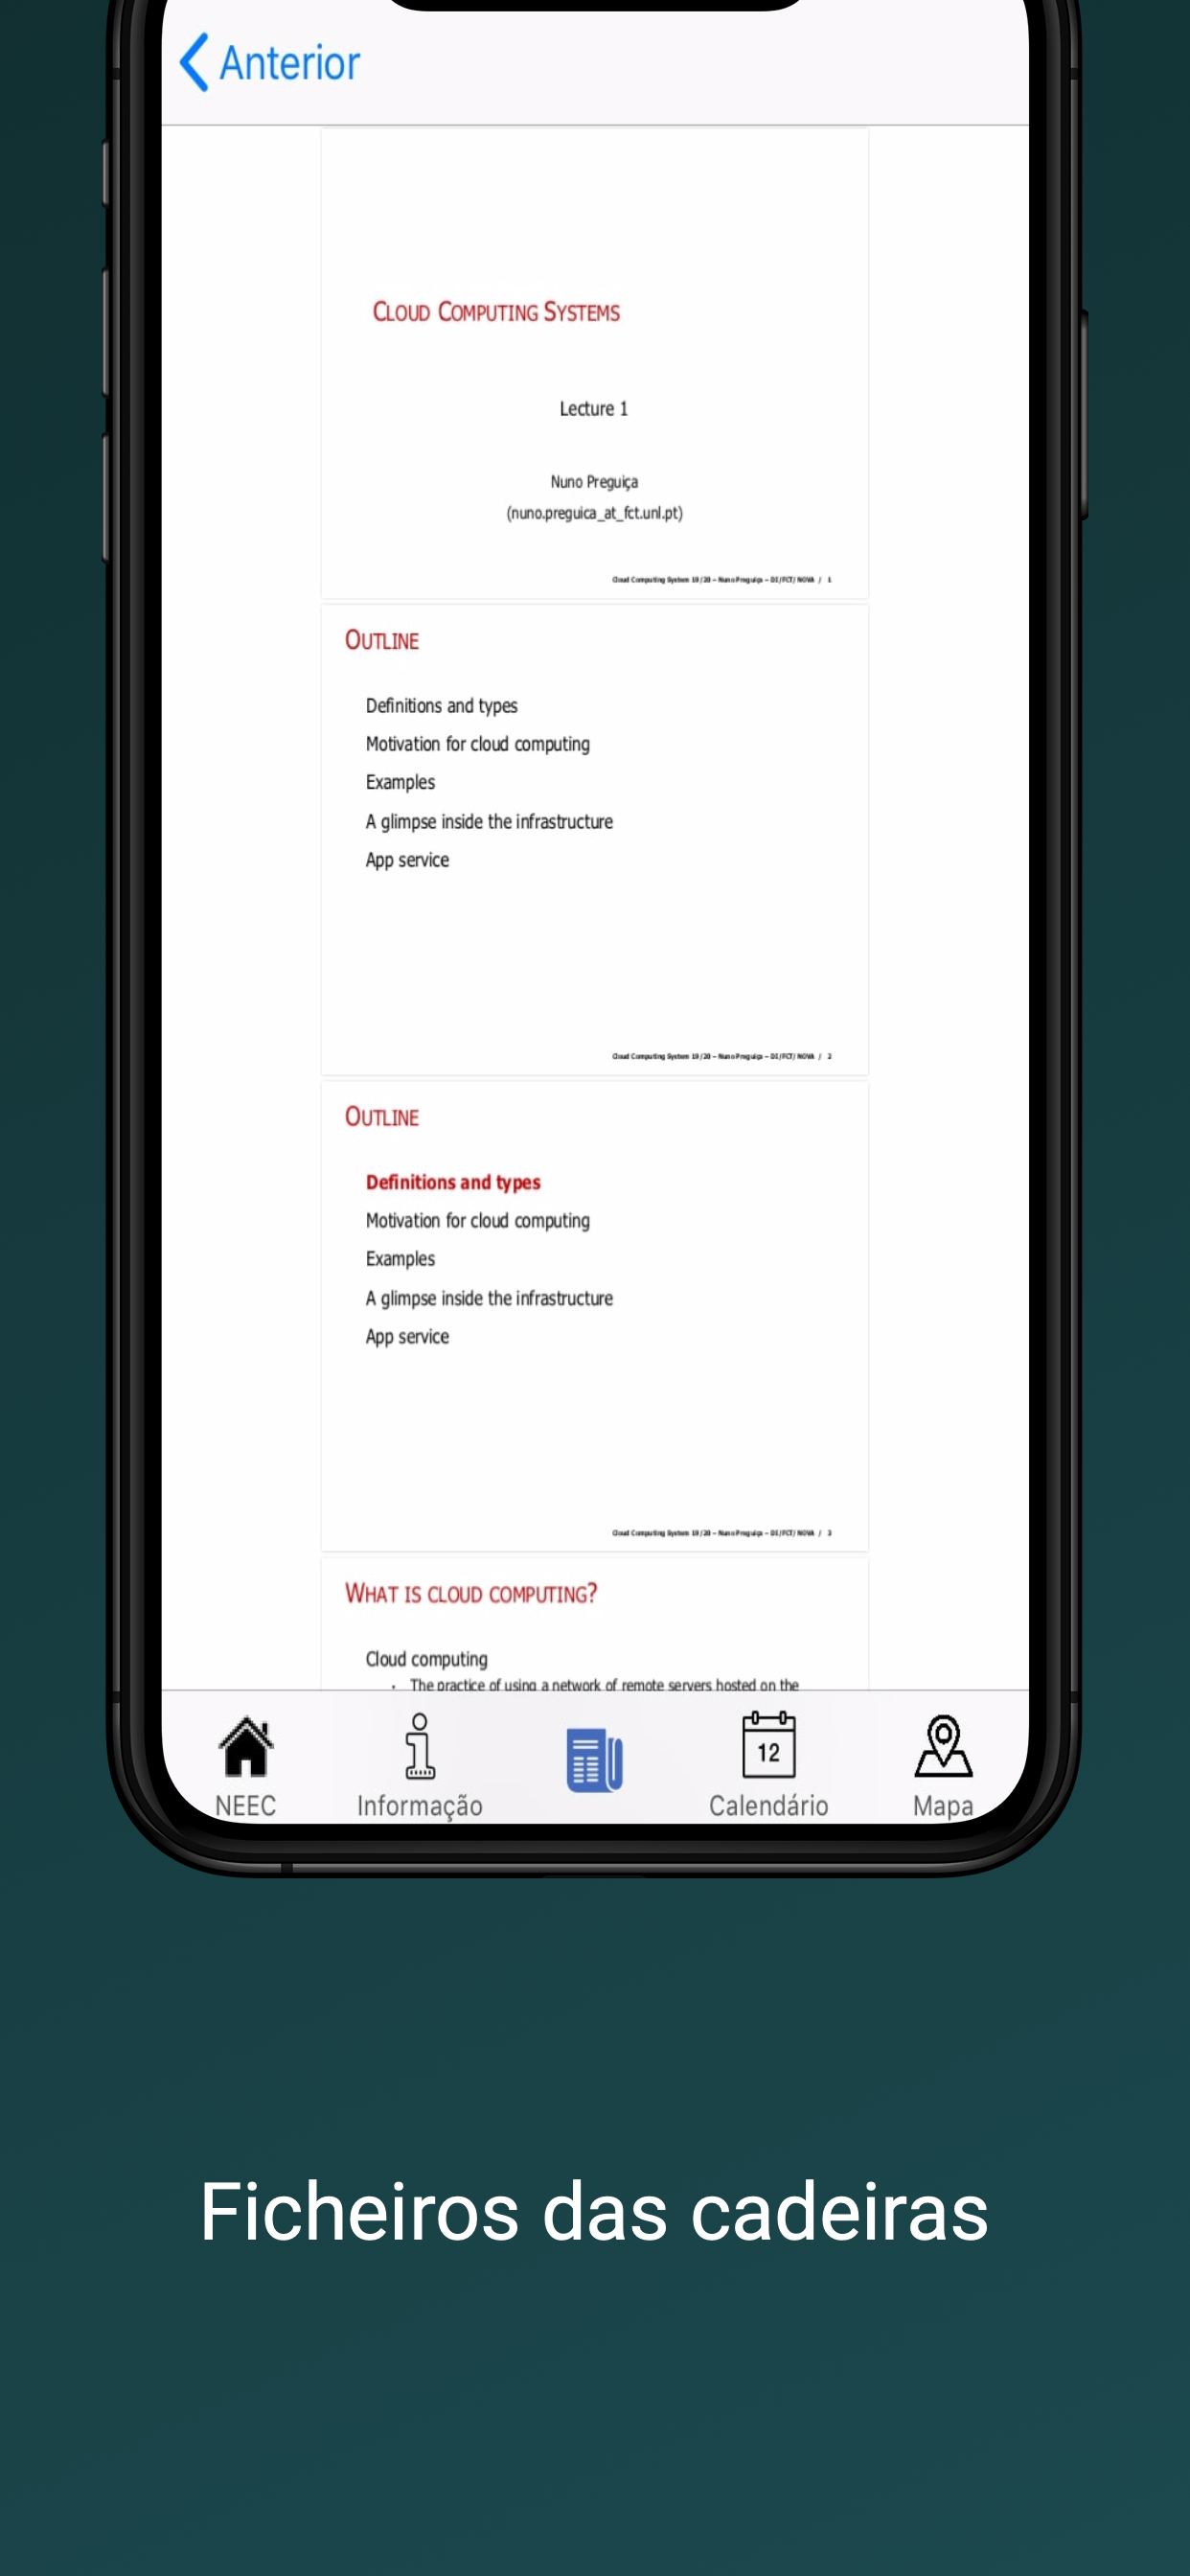 Anterior
CLOUD COMPUTING SYSTEMS
Lecture 1
Nuno Preguiça
(nuno.preguica_at_fct.unl.pt)
Cloud Computing System 19/20 – Nuno Preguiça – DI/FCT/NOVA / 1
OUTLINE
Definitions and types
Motivation for cloud computing
Examples
A glimpse inside the infrastructure
App service
Cloud Computing System 19/20 – Nuno Preguiça – DI/FCT/NOVA / 2
OUTLINE
Definitions and types
Motivation for cloud computing
Examples
A glimpse inside the infrastructure
App service
Cloud Computing System 19/20 – Nuno Preguiça – DI/FCT/NOVA / 3
WHAT IS CLOUD COMPUTING?
Cloud computing
• The practice of using a network of remote servers hosted on the
12
NEEC Informação Calendário Mapa
Ficheiros das cadeiras